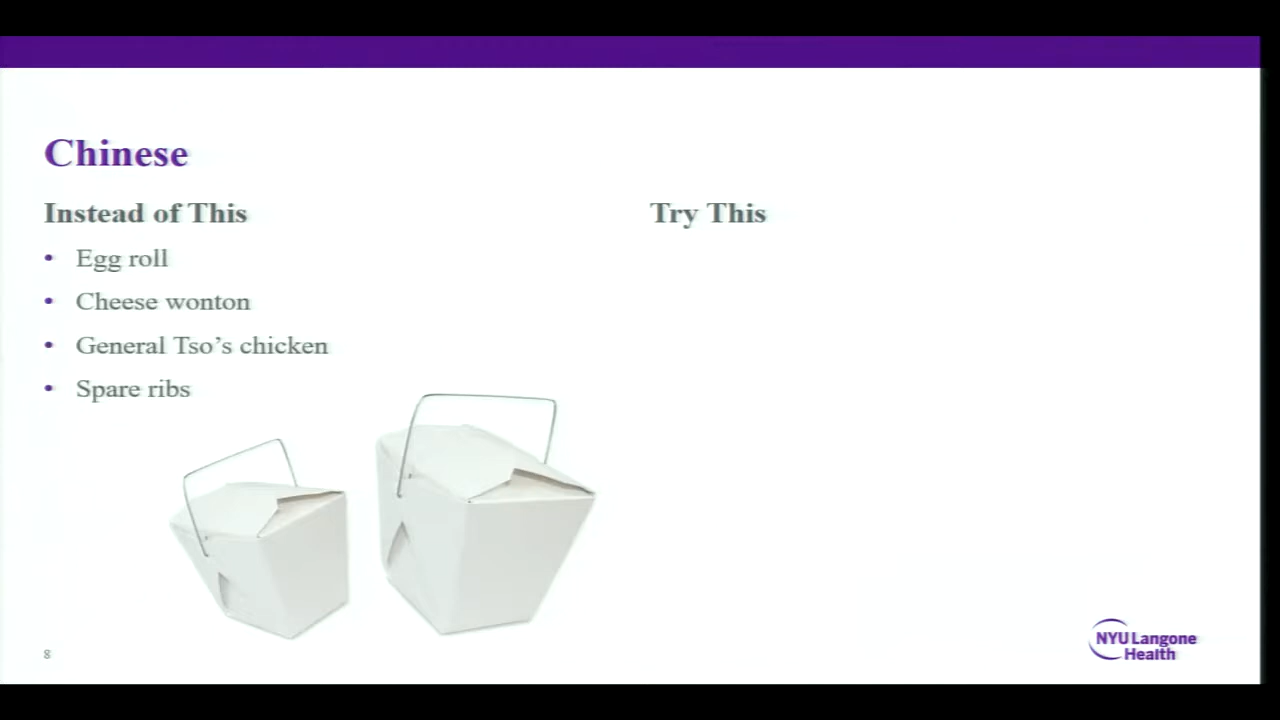 Chinese
Instead of This
Try This
• Egg roll
• Cheese wonton
• General Tso's chicken
• Spare ribs
8
NYU Langone
Health